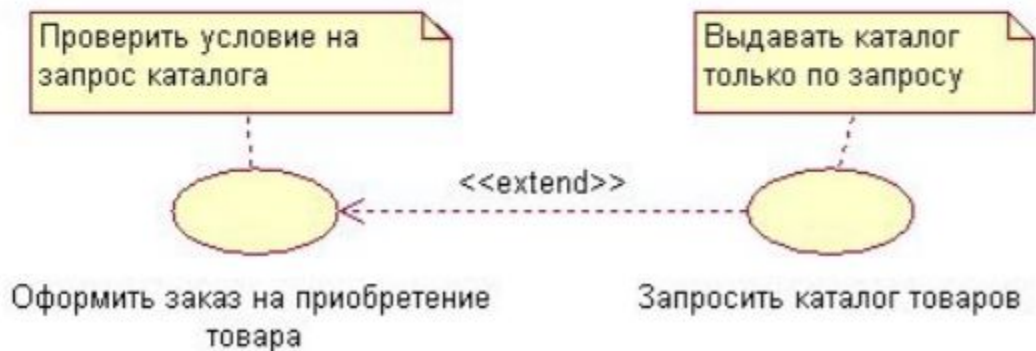 Проверить условие на
запрос каталога
Выдавать каталог
только по запросу
<<extend>>
Оформить заказ на приобретение
товара
Запросить каталог товаров